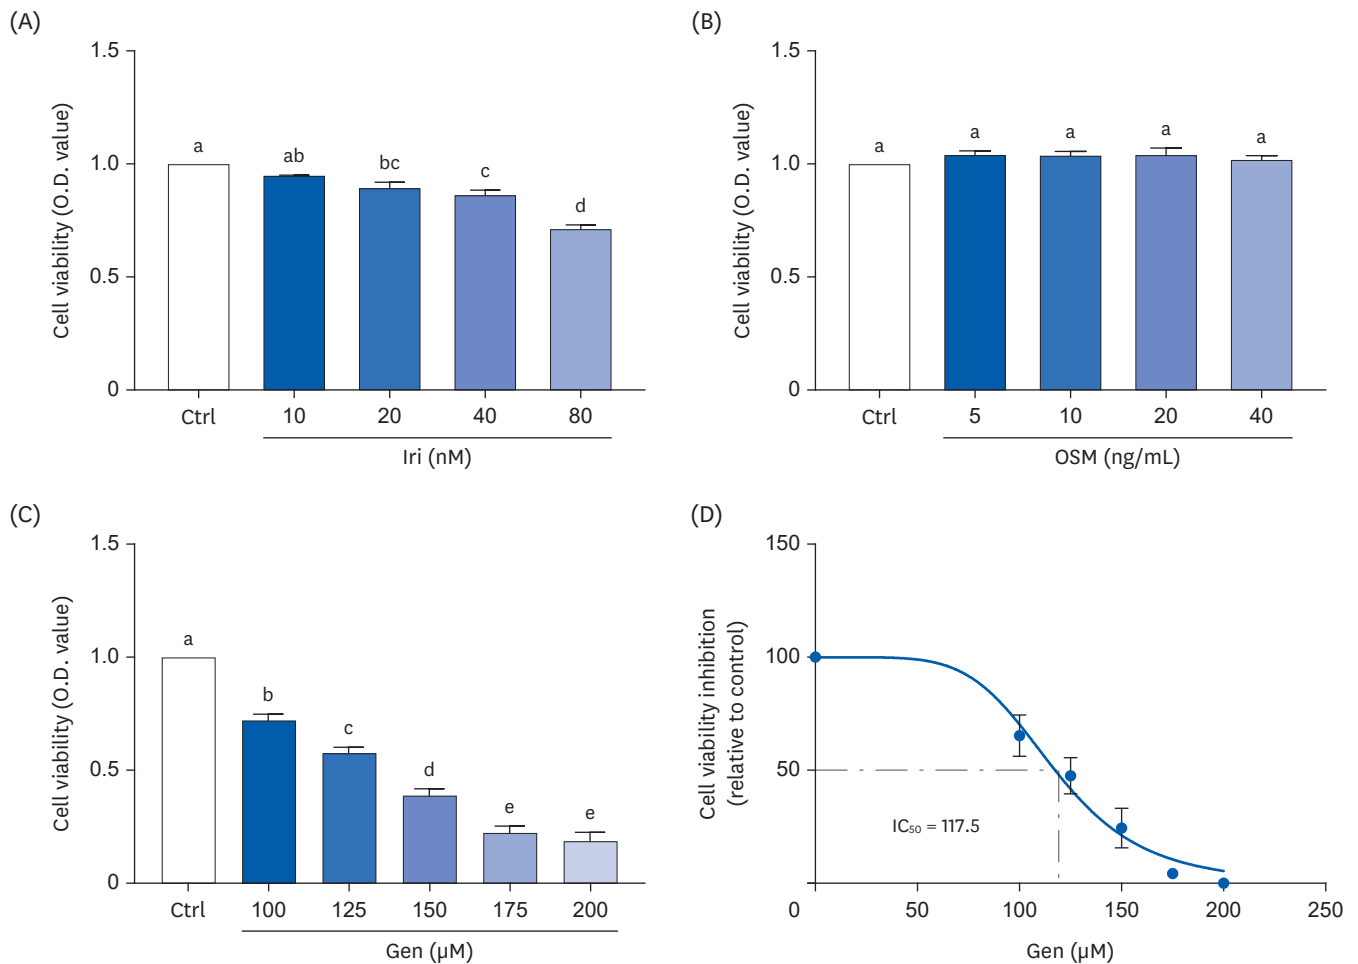 (A)
1.5
1.0
0.5
0
Cell viability (O.D. value)
a
ab
bc
c
d
Ctrl
10
20
40
80
Iri (nM)
(B)
1.5
1.0
0.5
0
Cell viability (O.D. value)
a
a
a
a
a
Ctrl
5
10
20
40
OSM (ng/mL)
(C)
1.5
1.0
0.5
0
Cell viability (O.D. value)
a
b
c
d
e
e
Ctrl
100
125
150
175
200
Gen (µM)
(D)
150
100
50
Cell viability inhibition
(relative to control)
IC₅₀ = 117.5
0
50
100
150
200
250
Gen (µM)